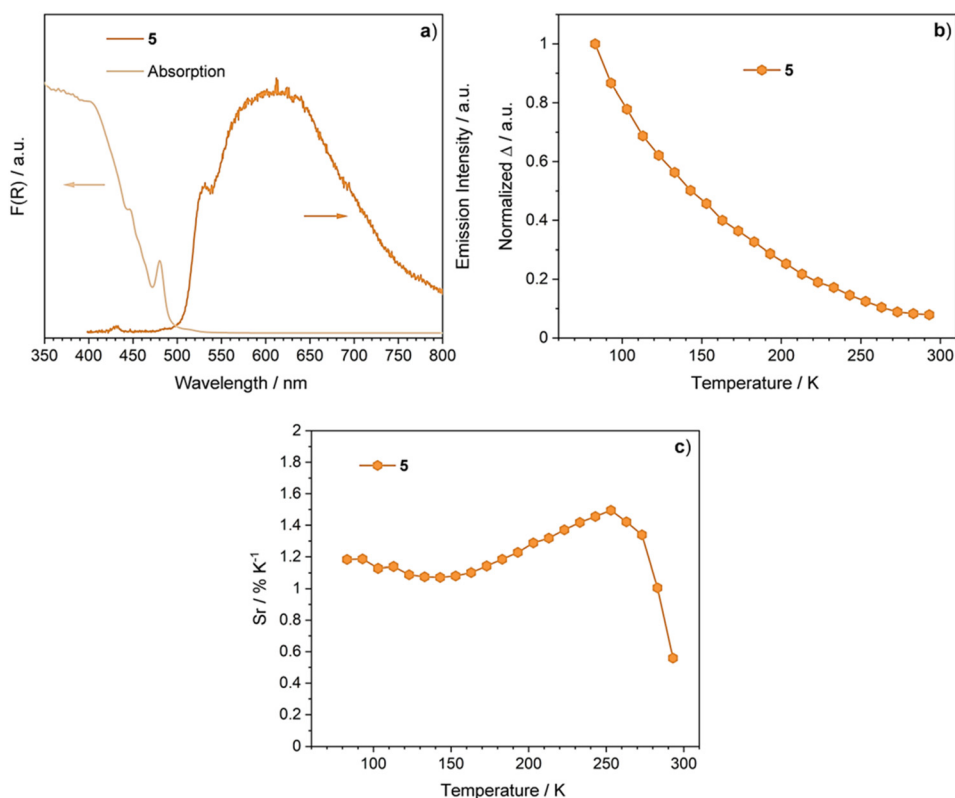 a)
5
Absorption
F(R) / a.u.
Emission Intensity / a.u.
350 400 450 500 550 600 650 700 750 800
Wavelength / nm
b)
5
Normalized Δ / a.u.
1
0.8
0.6
0.4
0.2
0
100 150 200 250 300
Temperature / K
c)
5
Sr / % K-1
2
1.8
1.6
1.4
1.2
1
0.8
0.6
0.4
0.2
0
100 150 200 250 300
Temperature / K